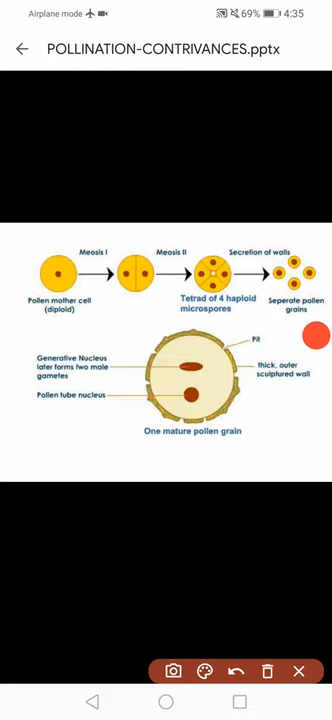 Airplane mode 69% 4:35
POLLINATION-CONTRIVANCES.pptx
Meosis I Meosis II Secretion of walls
Pollen mother cell
(diploid)
Tetrad of 4 haploid
microspores
Seperate pollen
grains
Pit
Generative Nucleus
later forms two male
gametes
thick, outer
sculptured wall
Pollen tube nucleus
One mature pollen grain